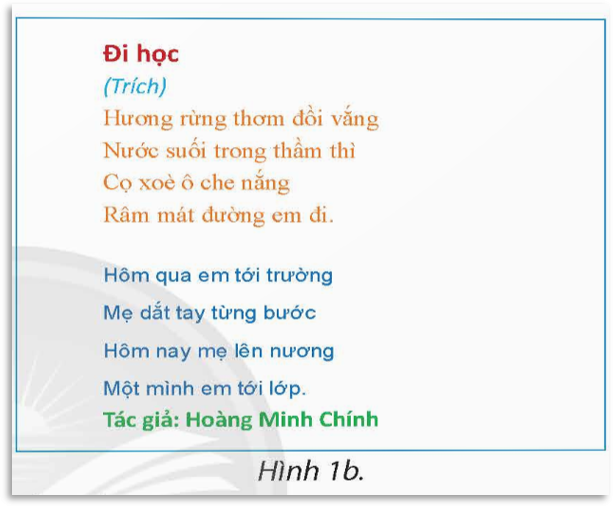 Đi học
(Trích)
Hương rừng thơm đồi vắng
Nước suối trong thầm thì
Cọ xoè ô che nắng
Râm mát đường em đi.
Hôm qua em tới trường
Mẹ dắt tay từng bước
Hôm nay mẹ lên nương
Một mình em tới lớp.
Tác giả: Hoàng Minh Chính
Hình 1b.